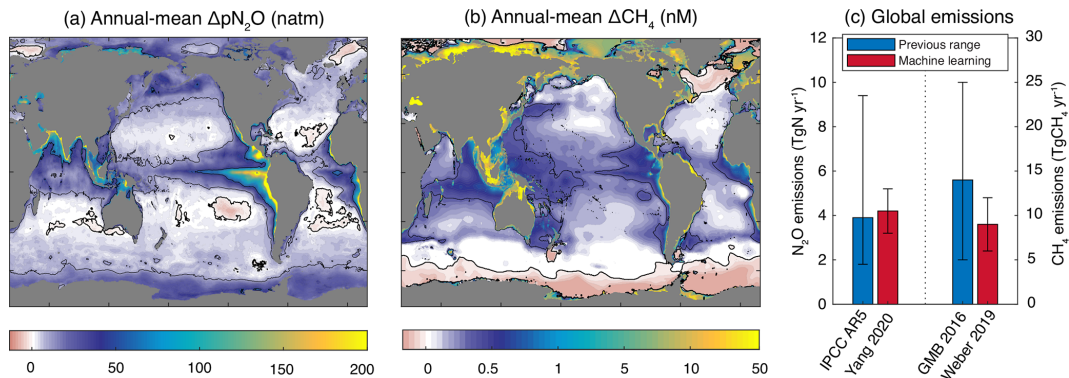 (a) Annual-mean ΔpN₂O (natm)
0
50
100
150
200
(b) Annual-mean ΔCH₄ (nM)
0
0.5
1
5
10
50
(c) Global emissions
Previous range
Machine learning
N₂O emissions (TgN yr⁻¹)
12
10
8
6
4
2
0
CH₄ emissions (TgCH₄ yr⁻¹)
30
25
20
15
10
5
0
IPCC AR5
Yang 2020
GMB 2016
Weber 2019